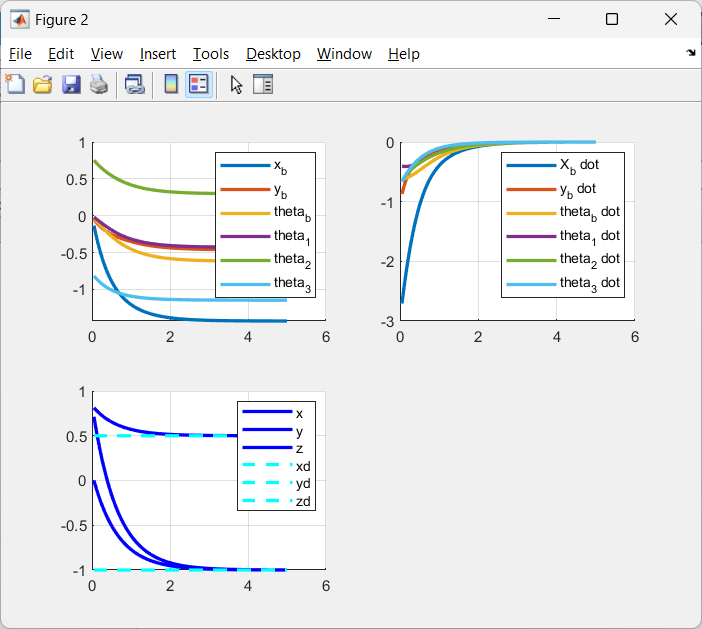 Figure 2
File Edit View Insert Tools Desktop Window Help
1
0.5
0
-0.5
-1
0 2 4 6
x_b
y_b
theta_b
theta_1
theta_2
theta_3
0
-1
-2
-3
0 2 4 6
X_b dot
y_b dot
theta_b dot
theta_1 dot
theta_2 dot
theta_3 dot
1
0.5
0
-0.5
-1
0 2 4 6
x
y
z
xd
yd
zd